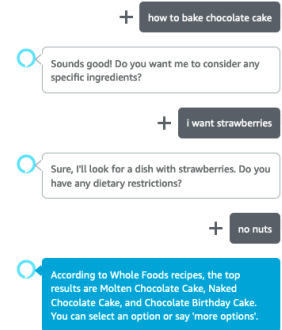 how to bake chocolate cake
Sounds good! Do you want me to consider any
specific ingredients?
i want strawberries
Sure, I'll look for a dish with strawberries. Do you
have any dietary restrictions?
no nuts
According to Whole Foods recipes, the top
results are Molten Chocolate Cake, Naked
Chocolate Cake, and Chocolate Birthday Cake.
You can select an option or say 'more options'.